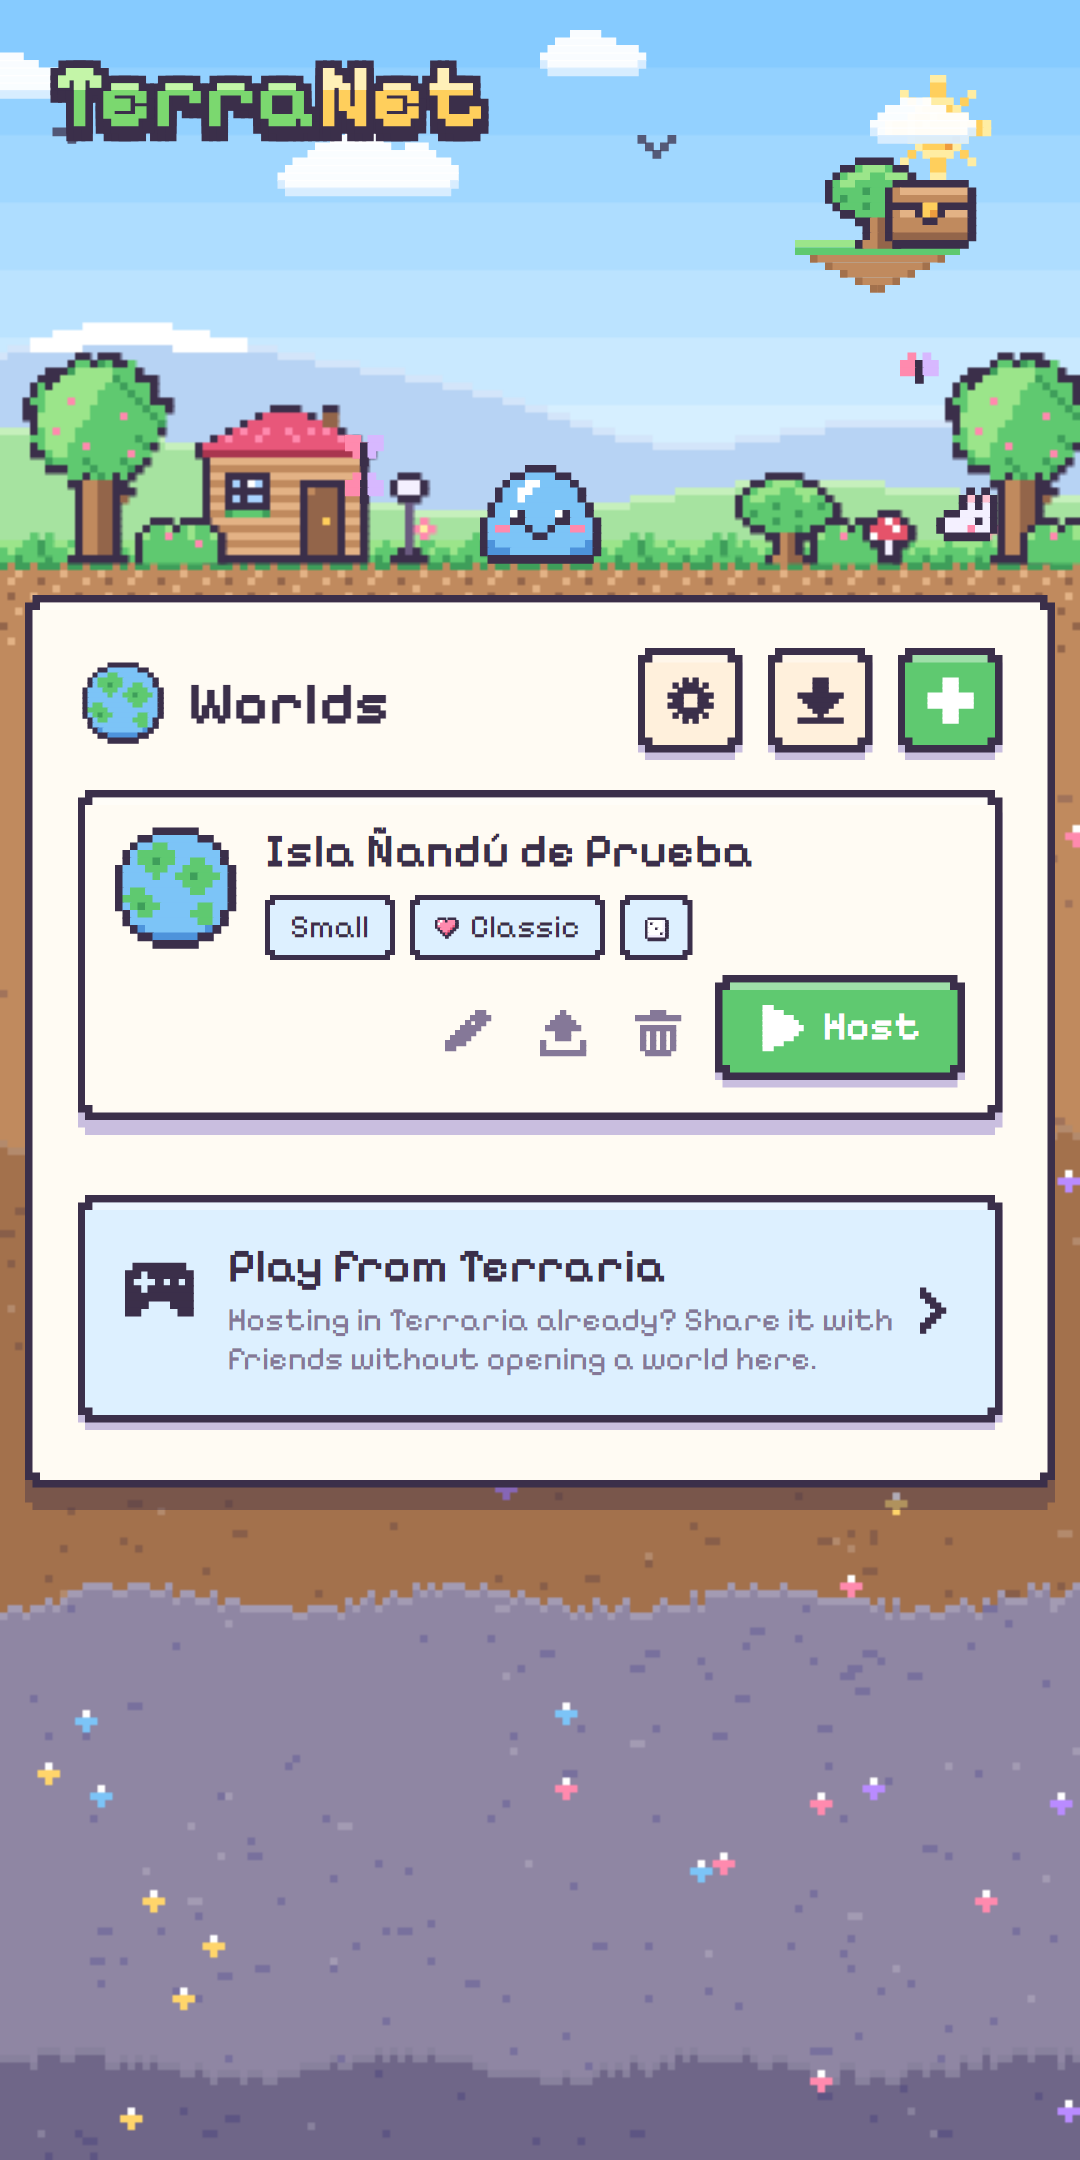 TerraNet
Worlds
Isla Ñandú de Prueba
Small
Classic
Host
Play from Terraria
Hosting in Terraria already? Share it with
friends without opening a world here.